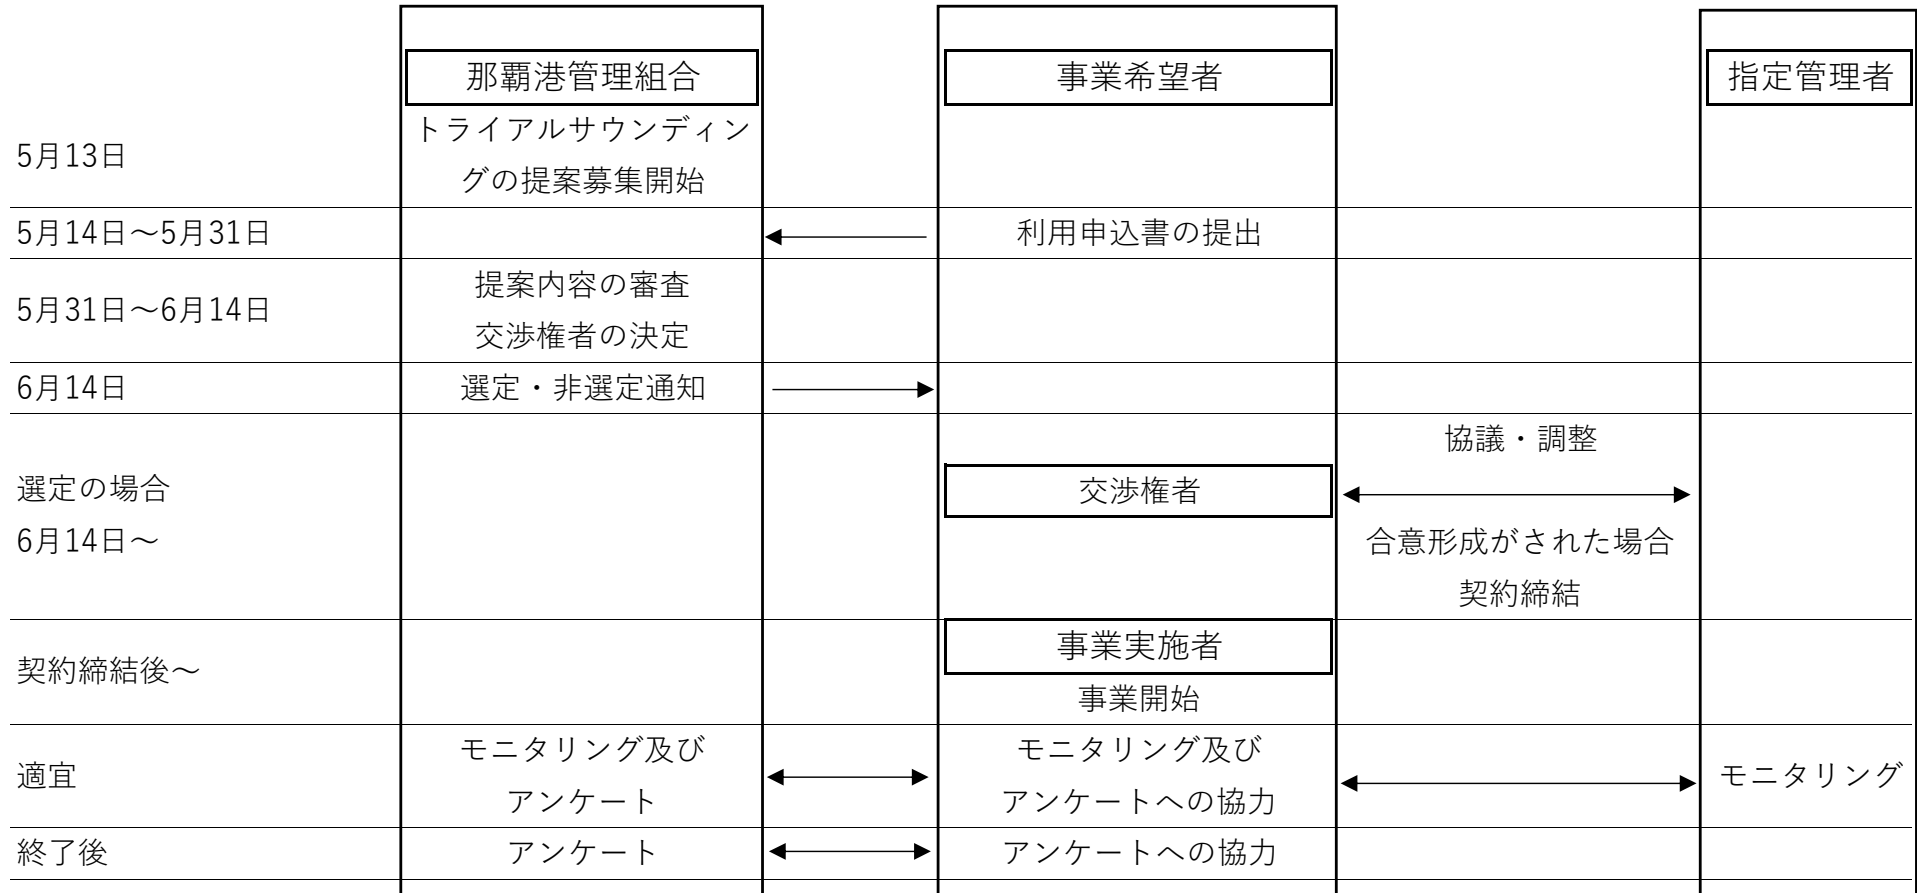 那覇港管理組合
事業希望者
指定管理者
5月13日
トライアルサウンディン
グの提案募集開始
5月14日～5月31日
利用申込書の提出
5月31日～6月14日
提案内容の審査
交渉権者の決定
6月14日
選定・非選定通知
選定の場合
6月14日～
交渉権者
協議・調整
合意形成がされた場合
契約締結
契約締結後～
事業実施者
事業開始
適宜
モニタリング及び
アンケート
モニタリング及び
アンケートへの協力
モニタリング
終了後
アンケート
アンケートへの協力